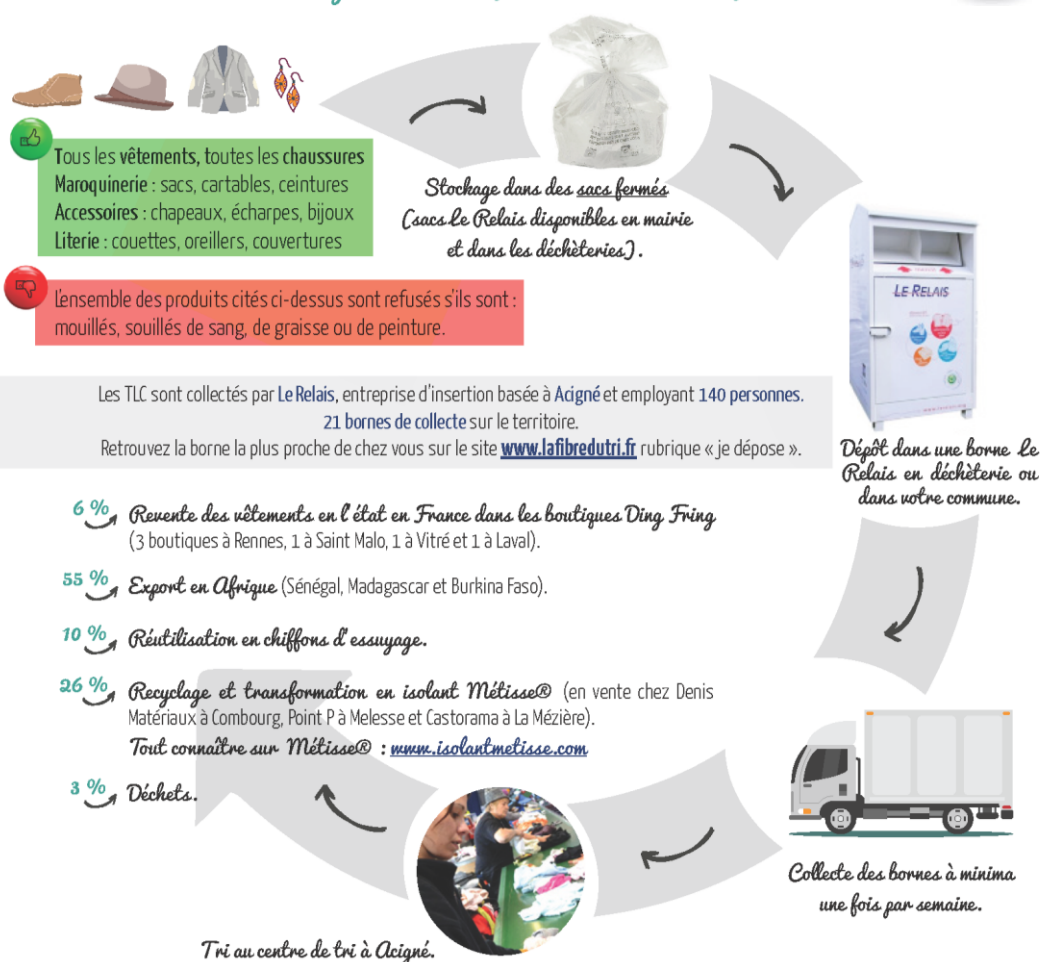 Tous les vêtements, toutes les chaussures
Maroquinerie : sacs, cartables, ceintures
Accessoires : chapeaux, écharpes, bijoux
Literie : couettes, oreillers, couvertures
L'ensemble des produits cités ci-dessus sont refusés s'ils sont :
mouillés, souillés de sang, de graisse ou de peinture.
Stockage dans des sacs fermés
(sacs Le Relais disponibles en mairie
et dans les déchèteries).
LE RELAIS
Dépôt dans une borne Le
Relais en déchèterie ou
dans votre commune.
Les TLC sont collectés par Le Relais, entreprise d'insertion basée à Acigné et employant 140 personnes.
21 bornes de collecte sur le territoire.
Retrouvez la borne la plus proche de chez vous sur le site www.lafibredutri.fr rubrique « je dépose ».
6 % Revente des vêtements en l'état en France dans les boutiques Ding Fring
(3 boutiques à Rennes, 1 à Saint Malo, 1 à Vitré et 1 à Laval).
55 % Export en Afrique (Sénégal, Madagascar et Burkina Faso).
10 % Réutilisation en chiffons d'essuyage.
26 % Recyclage et transformation en isolant Métisse® (en vente chez Denis
Matériaux à Combourg, Point P à Melesse et Castorama à La Mézière).
Tout connaître sur Métisse® : www.isolantmetisse.com
3 % Déchets.
Collecte des bornes à minima
une fois par semaine.
Tri au centre de tri à Acigné.